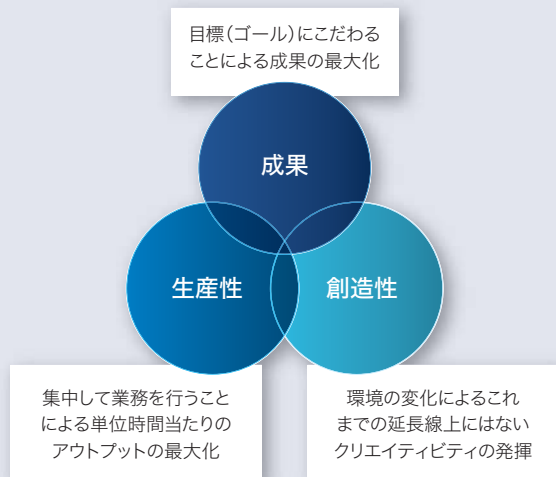 目標（ゴール）にこだわる
ことによる成果の最大化
成果
生産性
創造性
集中して業務を行うこと
による単位時間当たりの
アウトプットの最大化
環境の変化によるこれ
までの延長線上にはない
クリエイティビティの発揮